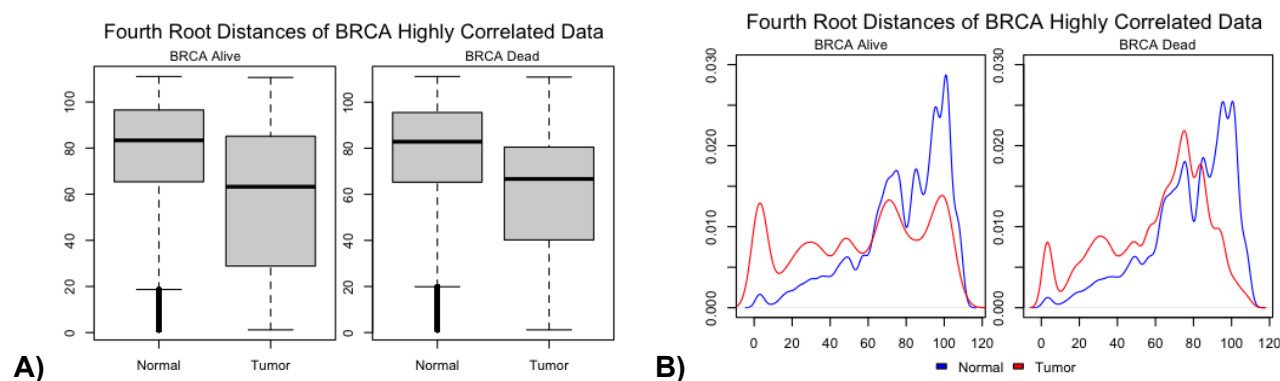 Fourth Root Distances of BRCA Highly Correlated Data
BRCA Alive
BRCA Dead
0
20
40
60
80
100
0
20
40
60
80
100
Normal
Tumor
Normal
Tumor
A)
Fourth Root Distances of BRCA Highly Correlated Data
BRCA Alive
BRCA Dead
0.000
0.010
0.020
0.030
0.000
0.010
0.020
0.030
0 20 40 60 80 100 120
0 20 40 60 80 100 120
Normal Tumor
B)